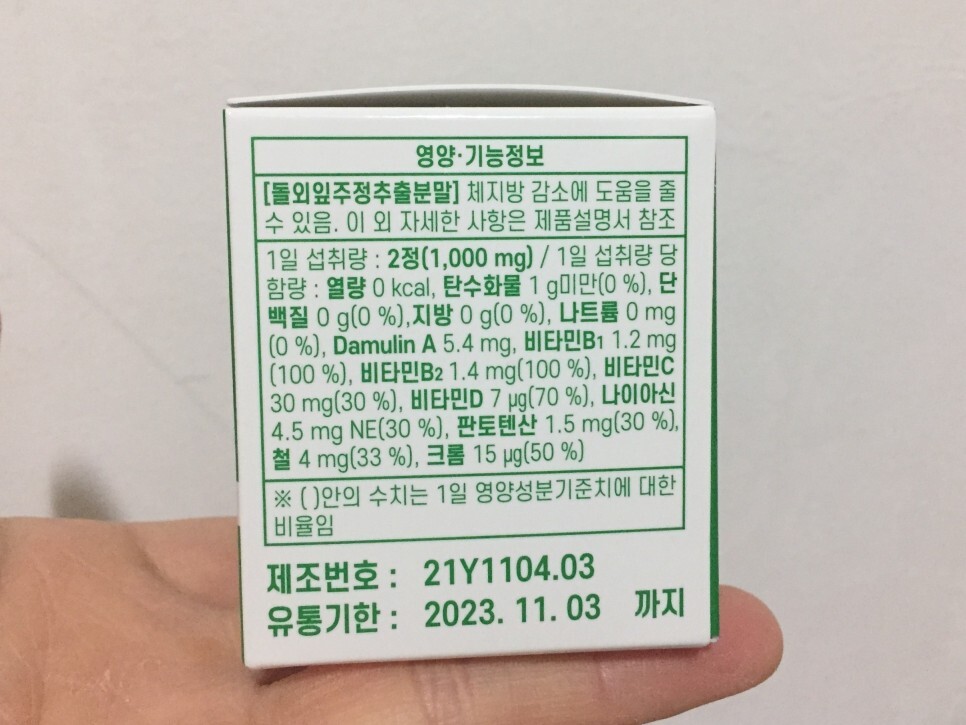 영양·기능정보
[돌외잎주정추출분말] 체지방 감소에 도움을 줄
수 있음. 이 외 자세한 사항은 제품설명서 참조
1일 섭취량 : 2정(1,000 mg) / 1일 섭취량 당
함량 : 열량 0 kcal, 탄수화물 1 g미만(0 %), 단
백질 0 g(0 %),지방 0 g(0 %), 나트륨 0 mg
(0 %), Damulin A 5.4 mg, 비타민B₁ 1.2 mg
(100 %), 비타민B₂ 1.4 mg(100 %), 비타민C
30 mg(30 %), 비타민D 7 µg(70 %), 나이아신
4.5 mg NE(30 %), 판토텐산 1.5 mg(30 %),
철 4 mg(33 %), 크롬 15 µg(50 %)
※ ( )안의 수치는 1일 영양성분기준치에 대한
비율임
제조번호 : 21Y1104.03
유통기한 : 2023. 11. 03 까지